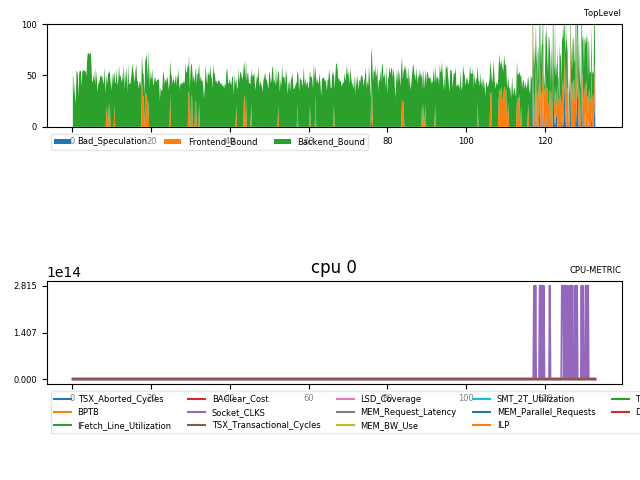 TopLevel
100
50
0
0 20 40 60 80 100 120
Bad_Speculation Frontend_Bound Backend_Bound
cpu 0
1e14
CPU-METRIC
2.815
1.407
0.000
0 20 40 60 80 100 120
TSX_Aborted_Cycles BAClear_Cost LSD_Coverage SMT_2T_Utilization T
BPTB Socket_CLKS MEM_Request_Latency MEM_Parallel_Requests D
IFetch_Line_Utilization TSX_Transactional_Cycles MEM_BW_Use ILP